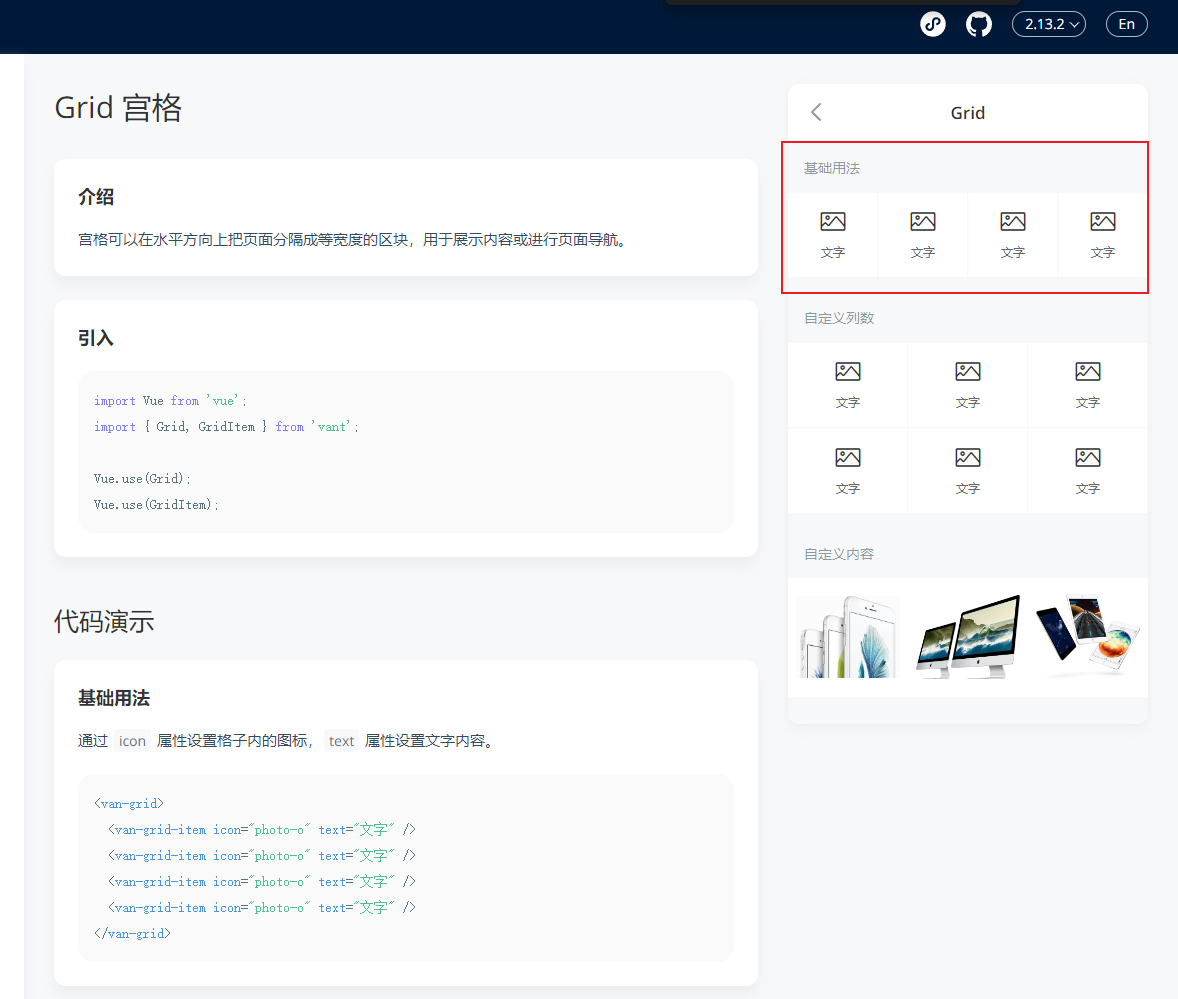 2.13.2
En
Grid 宫格
介绍
宫格可以在水平方向上把页面分隔成等宽度的区块，用于展示内容或进行页面导航。
引入
import Vue from 'vue';
import { Grid, GridItem } from 'vant';
Vue.use(Grid);
Vue.use(GridItem);
代码演示
基础用法
通过 icon 属性设置格子内的图标， text 属性设置文字内容。
<van-grid>
  <van-grid-item icon="photo-o" text="文字" />
  <van-grid-item icon="photo-o" text="文字" />
  <van-grid-item icon="photo-o" text="文字" />
  <van-grid-item icon="photo-o" text="文字" />
</van-grid>
Grid
基础用法
文字 文字 文字 文字
自定义列数
文字 文字 文字
文字 文字 文字
自定义内容